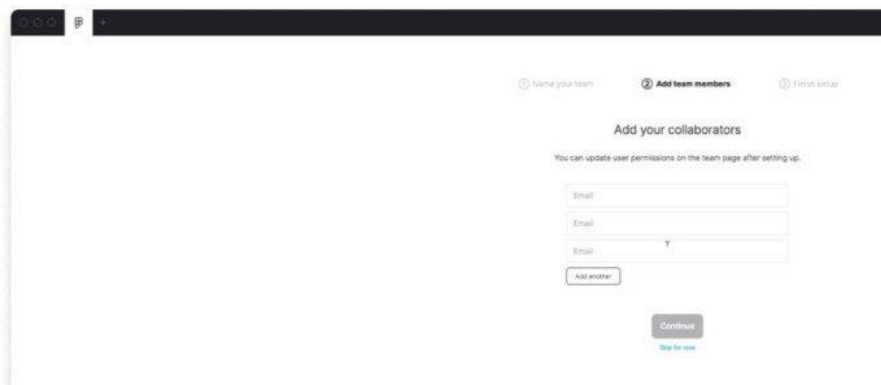 1 Name your team 2 Add team members 3 Finish setup
Add your collaborators
You can update user permissions on the team page after setting up.
Email
Email
Email
Add another
Continue
Skip for now